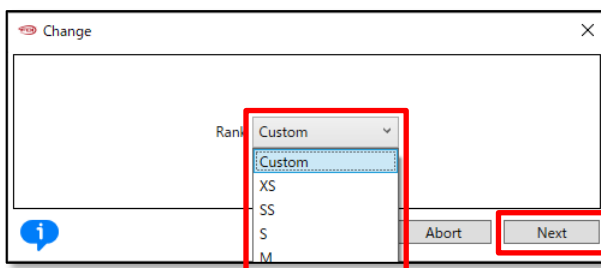 Change
Rank Custom
Custom
XS
SS
S
M
Abort Next